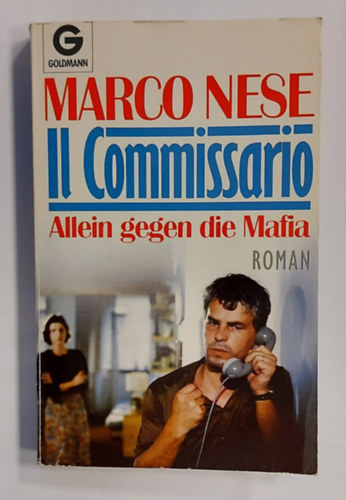 G
GOLDMANN
MARCO NESE
Il Commissario
Allein gegen die Mafia
ROMAN